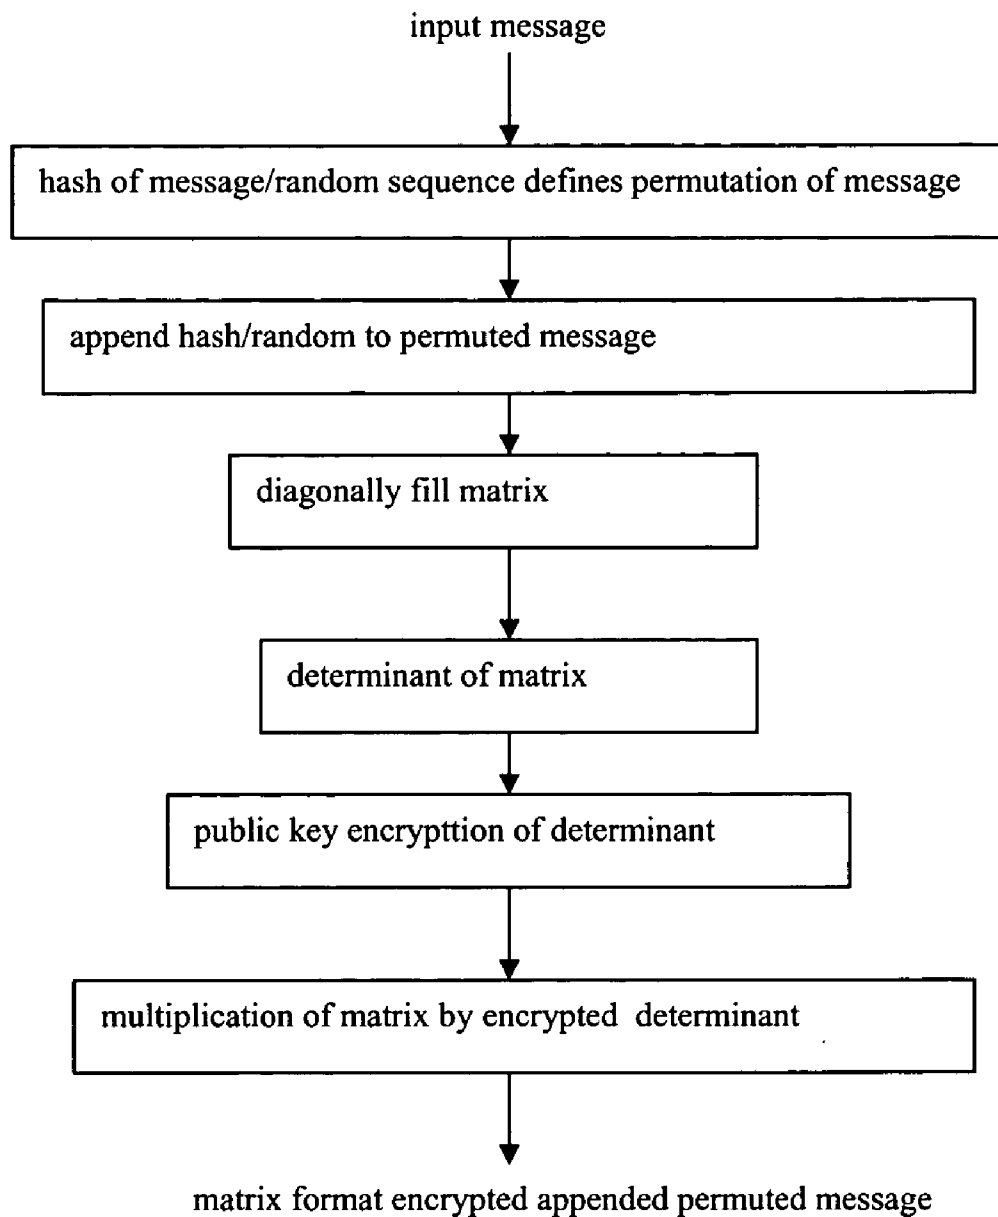 input message
hash of message/random sequence defines permutation of message
append hash/random to permuted message
diagonally fill matrix
determinant of matrix
public key encrypttion of determinant
multiplication of matrix by encrypted determinant
matrix format encrypted appended permuted message